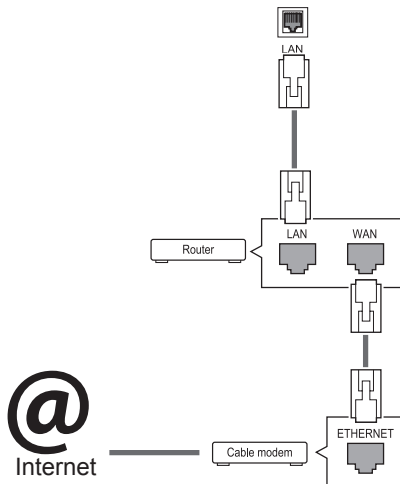 LAN
LAN WAN
Router
ETHERNET
@
Cable modem
Internet